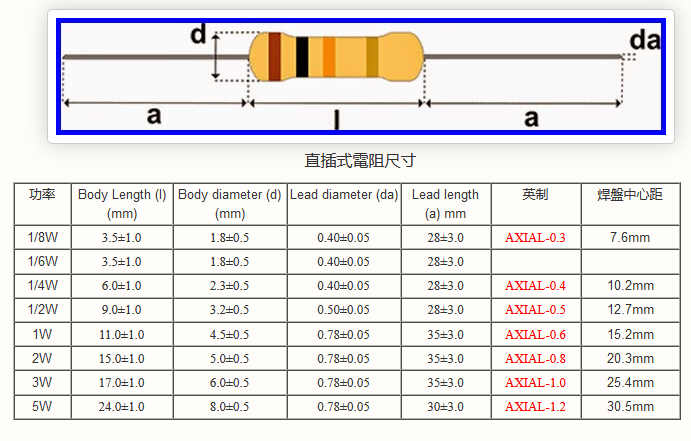 d
da
a
l
a
直插式電阻尺寸
功率 Body Length (l) (mm) Body diameter (d) (mm) Lead diameter (da) Lead length (a) mm 英制 焊盤中心距
1/8W 3.5±1.0 1.8±0.5 0.40±0.05 28±3.0 AXIAL-0.3 7.6mm
1/6W 3.5±1.0 1.8±0.5 0.40±0.05 28±3.0
1/4W 6.0±1.0 2.3±0.5 0.40±0.05 28±3.0 AXIAL-0.4 10.2mm
1/2W 9.0±1.0 3.2±0.5 0.50±0.05 28±3.0 AXIAL-0.5 12.7mm
1W 11.0±1.0 4.5±0.5 0.78±0.05 35±3.0 AXIAL-0.6 15.2mm
2W 15.0±1.0 5.0±0.5 0.78±0.05 35±3.0 AXIAL-0.8 20.3mm
3W 17.0±1.0 6.0±0.5 0.78±0.05 35±3.0 AXIAL-1.0 25.4mm
5W 24.0±1.0 8.0±0.5 0.78±0.05 30±3.0 AXIAL-1.2 30.5mm